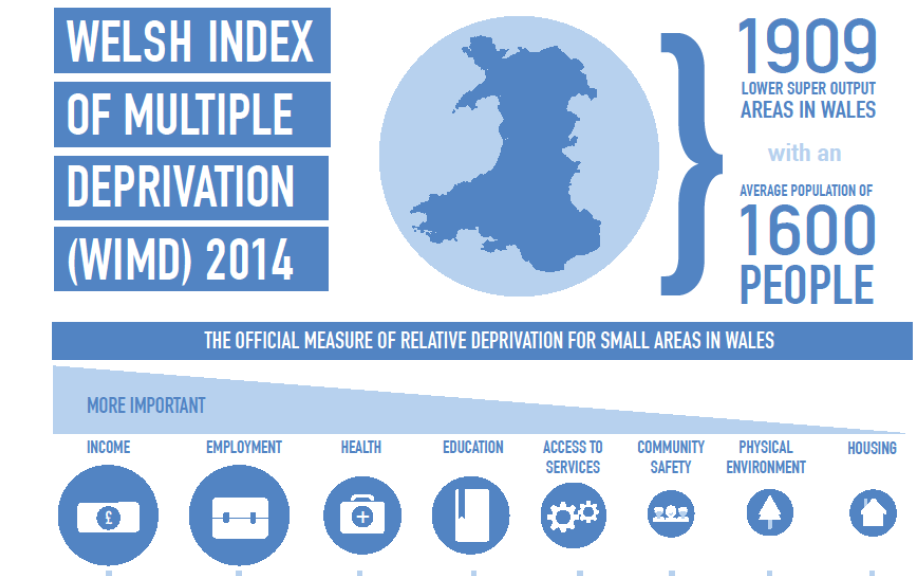 WELSH INDEX
OF MULTIPLE
DEPRIVATION
(WIMD) 2014
1909
LOWER SUPER OUTPUT
AREAS IN WALES
with an
AVERAGE POPULATION OF
1600
PEOPLE
THE OFFICIAL MEASURE OF RELATIVE DEPRIVATION FOR SMALL AREAS IN WALES
MORE IMPORTANT
INCOME
EMPLOYMENT
HEALTH
EDUCATION
ACCESS TO
SERVICES
COMMUNITY
SAFETY
PHYSICAL
ENVIRONMENT
HOUSING
£